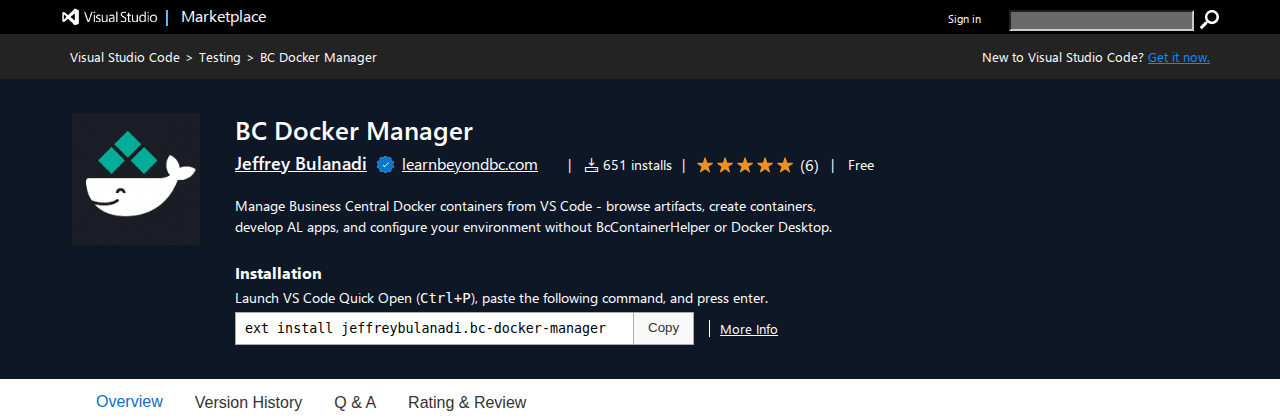 Visual Studio | Marketplace
Sign in
Visual Studio Code > Testing > BC Docker Manager
New to Visual Studio Code? Get it now.
BC Docker Manager
Jeffrey Bulanadi learnbeyondbc.com | 651 installs | (6) | Free
Manage Business Central Docker containers from VS Code - browse artifacts, create containers,
develop AL apps, and configure your environment without BcContainerHelper or Docker Desktop.
Installation
Launch VS Code Quick Open (Ctrl+P), paste the following command, and press enter.
ext install jeffreybulanadi.bc-docker-manager Copy | More Info
Overview Version History Q & A Rating & Review